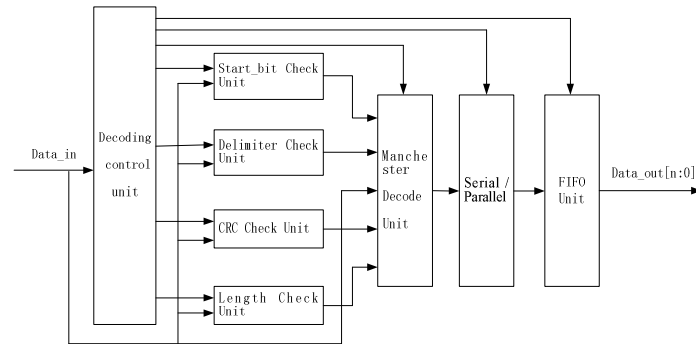 Data_in
Decoding
control
unit
Start_bit Check
Unit
Delimiter Check
Unit
CRC Check Unit
Length Check
Unit
Manche
ster
Decode
Unit
Serial /
Parallel
FIFO
Unit
Data_out[n:0]